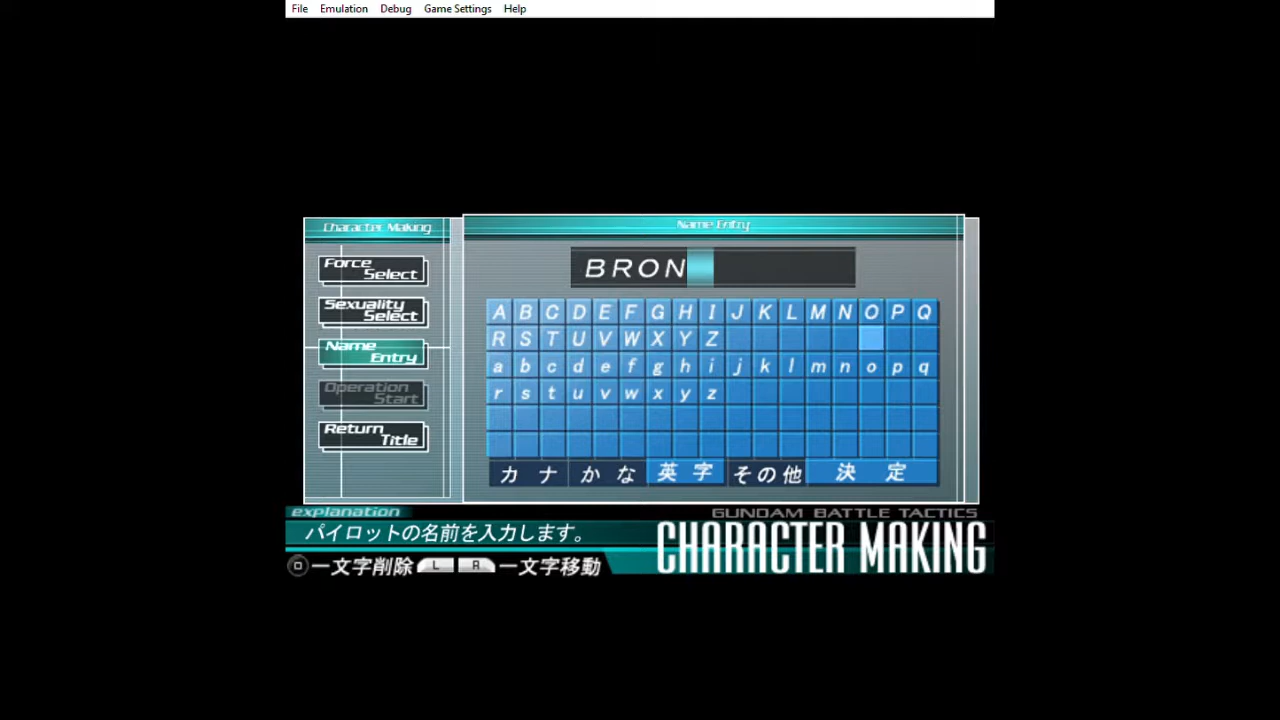 File Emulation Debug Game Settings Help
Character Making
Force Select
Sexuality Select
Name Entry
Operation Start
Return Title
Name Entry
BRON
A B C D E F G H I J K L M N O P Q
R S T U V W X Y Z
a b c d e f g h i j k l m n o p q
r s t u v w x y z
カナ かな 英字 その他 決定
explanation
GUNDAM BATTLE TACTICS
パイロットの名前を入力します。
CHARACTER MAKING
一文字削除 L R 一文字移動